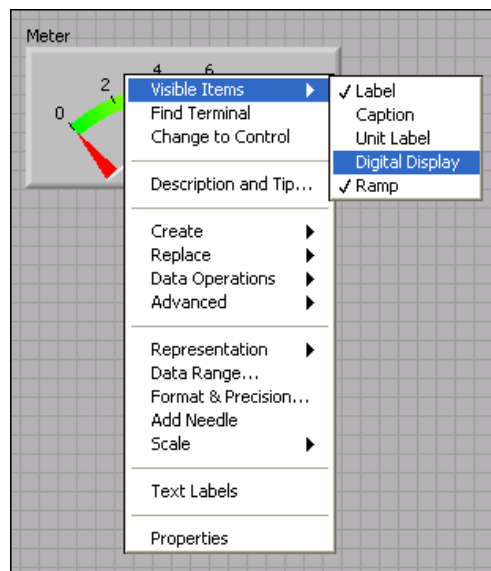 Meter
4 6
2
0
Visible Items
Find Terminal
Change to Control
Description and Tip...
Create
Replace
Data Operations
Advanced
Representation
Data Range...
Format & Precision...
Add Needle
Scale
Text Labels
Properties
Label
Caption
Unit Label
Digital Display
Ramp